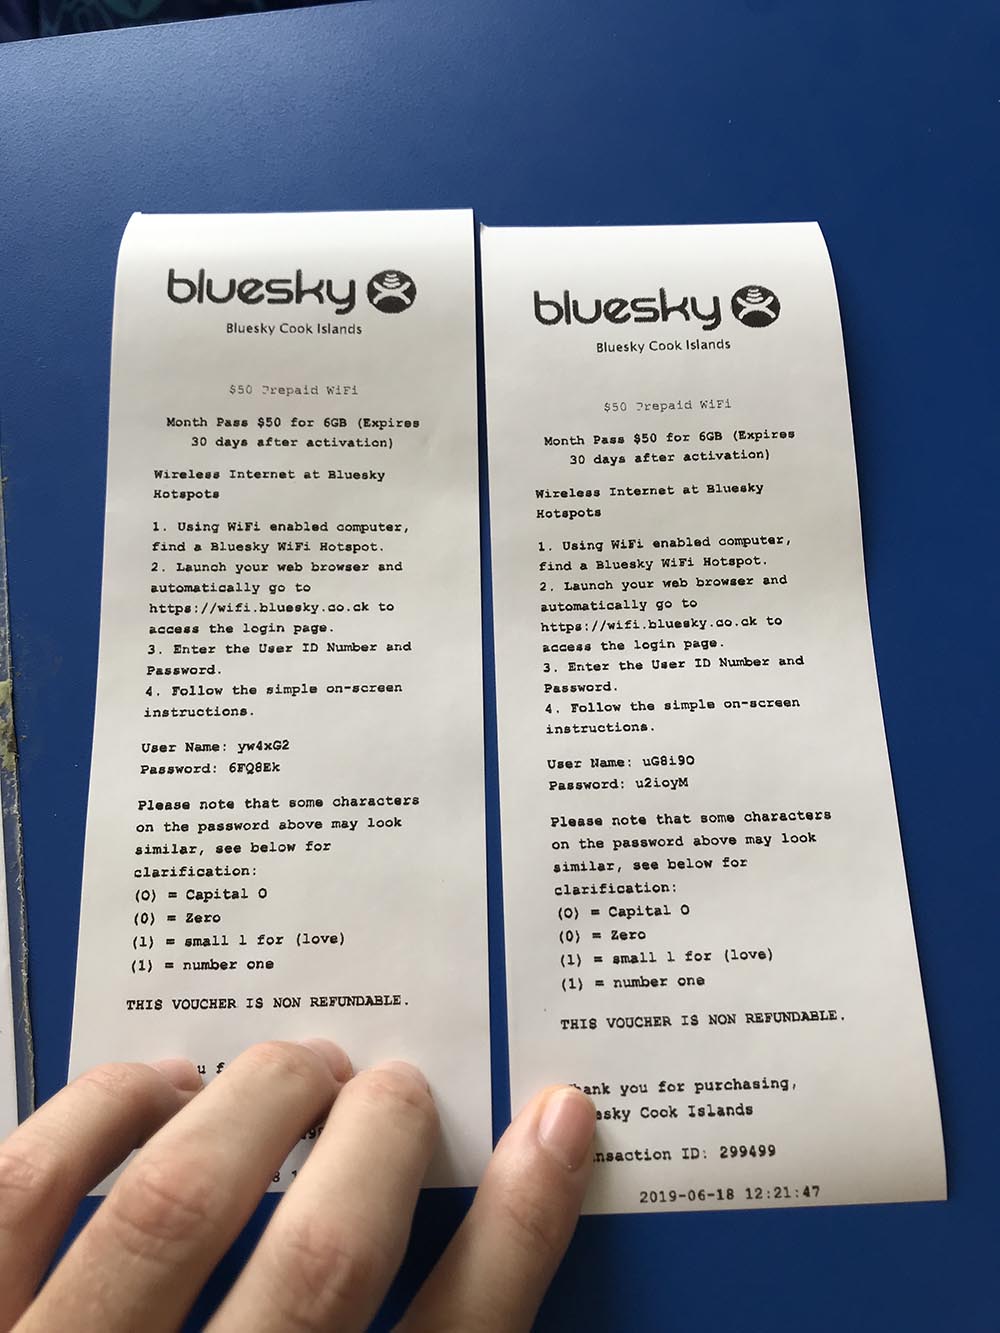 bluesky
Bluesky Cook Islands
$50 Prepaid WiFi
Month Pass $50 for 6GB (Expires
30 days after activation)
Wireless Internet at Bluesky
Hotspots
1. Using WiFi enabled computer,
find a Bluesky WiFi Hotspot.
2. Launch your web browser and
automatically go to
https://wifi.bluesky.co.ck to
access the login page.
3. Enter the User ID Number and
Password.
4. Follow the simple on-screen
instructions.
User Name: yw4xG2
Password: 6FQ8Ek
Please note that some characters
on the password above may look
similar, see below for
clarification:
(O) = Capital O
(0) = Zero
(l) = small l for (love)
(1) = number one
THIS VOUCHER IS NON REFUNDABLE.
bluesky
Bluesky Cook Islands
$50 Prepaid WiFi
Month Pass $50 for 6GB (Expires
30 days after activation)
Wireless Internet at Bluesky
Hotspots
1. Using WiFi enabled computer,
find a Bluesky WiFi Hotspot.
2. Launch your web browser and
automatically go to
https://wifi.bluesky.co.ck to
access the login page.
3. Enter the User ID Number and
Password.
4. Follow the simple on-screen
instructions.
User Name: uG8i9O
Password: u2ioyM
Please note that some characters
on the password above may look
similar, see below for
clarification:
(O) = Capital O
(0) = Zero
(l) = small l for (love)
(1) = number one
THIS VOUCHER IS NON REFUNDABLE.
hank you for purchasing,
esky Cook Islands
nsaction ID: 299499
2019-06-18 12:21:47